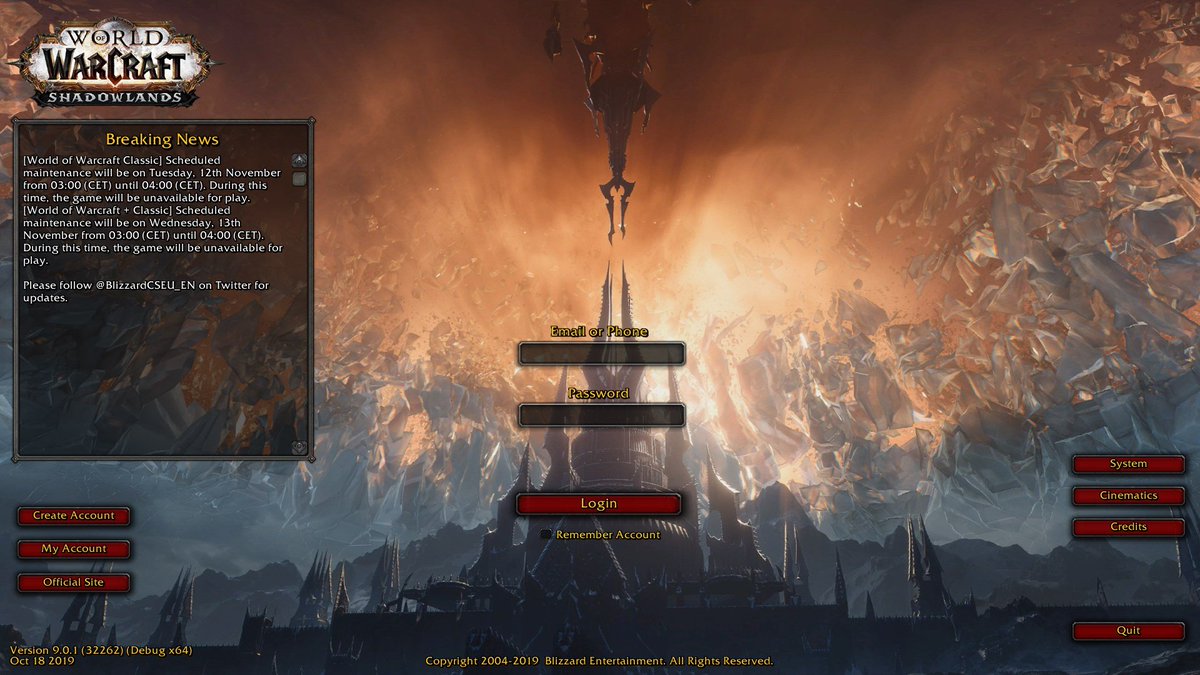 WORLD
OF
WARCRAFT
SHADOWLANDS
Breaking News
[World of Warcraft Classic] Scheduled
maintenance will be on Tuesday, 12th November
from 03:00 (CET) until 04:00 (CET). During this
time, the game will be unavailable for play.
[World of Warcraft + Classic] Scheduled
maintenance will be on Wednesday, 13th
November from 03:00 (CET) until 04:00 (CET).
During this time, the game will be unavailable for
play.
Please follow @BlizzardCSEU_EN on Twitter for
updates.
Email or Phone
Password
Login
Remember Account
Create Account
My Account
Official Site
System
Cinematics
Credits
Quit
Version 9.0.1 (32262) (Debug x64)
Oct 18 2019
Copyright 2004-2019 Blizzard Entertainment. All Rights Reserved.